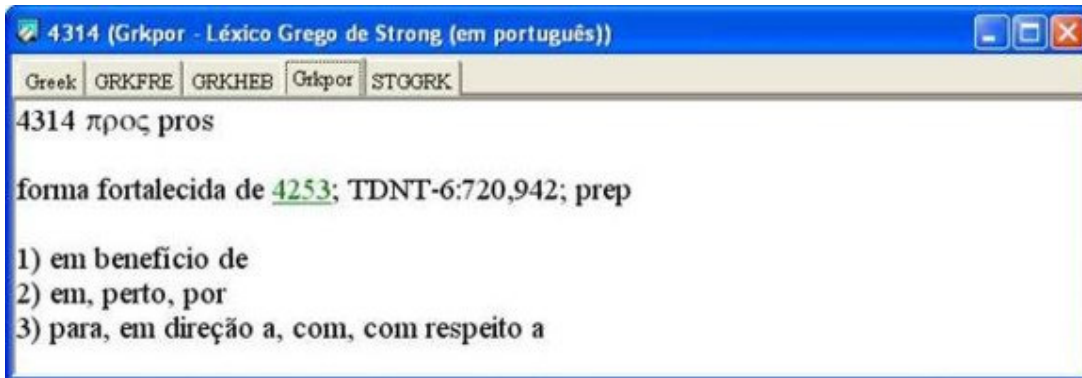 4314 (Grkpor - Léxico Grego de Strong (em português))
Greek GRKFRE GRKHEB Grkpor STGGRK
4314 προς pros
forma fortalecida de 4253; TDNT-6:720,942; prep
1) em benefício de
2) em, perto, por
3) para, em direção a, com, com respeito a